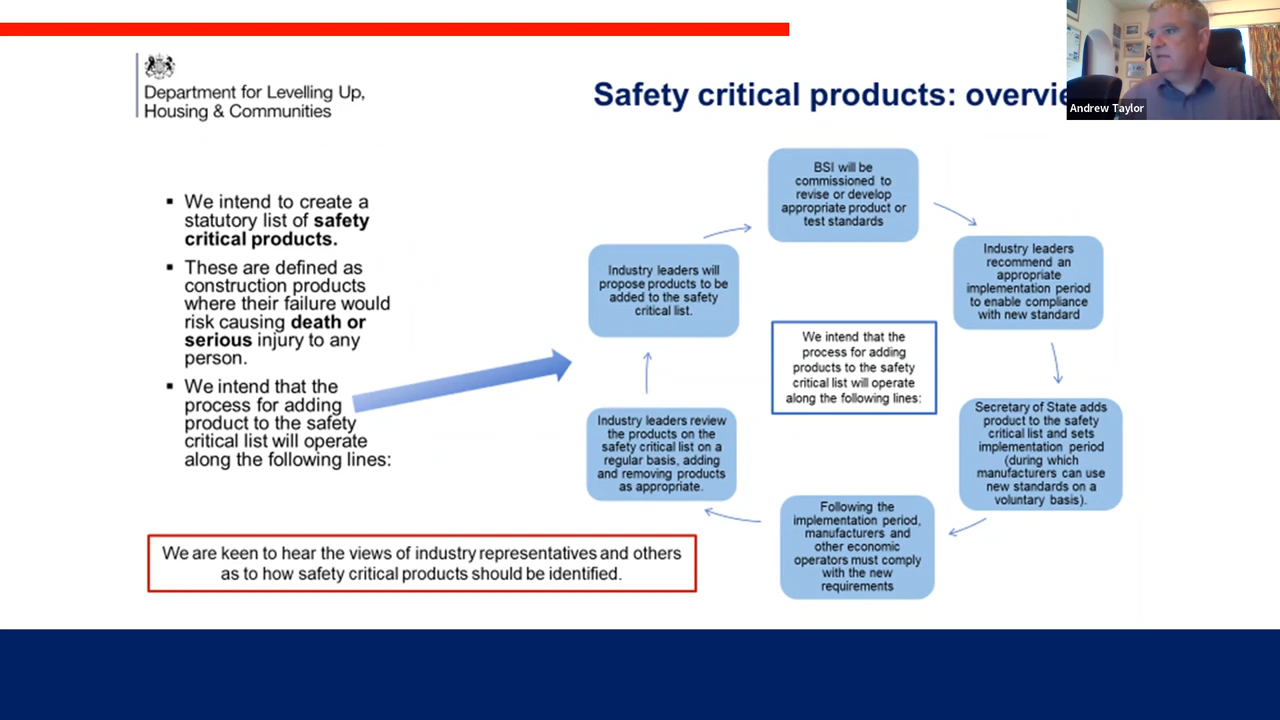 Department for Levelling Up,
Housing & Communities
Safety critical products: overvie
Andrew Taylor
▪ We intend to create a
statutory list of safety
critical products.
▪ These are defined as
construction products
where their failure would
risk causing death or
serious injury to any
person.
▪ We intend that the
process for adding
product to the safety
critical list will operate
along the following lines:
BSI will be
commissioned to
revise or develop
appropriate product or
test standards
Industry leaders
recommend an
appropriate
implementation period
to enable compliance
with new standard
Secretary of State adds
product to the safety
critical list and sets
implementation period
(during which
manufacturers can use
new standards on a
voluntary basis).
Following the
implementation period,
manufacturers and
other economic
operators must comply
with the new
requirements
Industry leaders review
the products on the
safety critical list on a
regular basis, adding
and removing products
as appropriate.
Industry leaders will
propose products to be
added to the safety
critical list.
We intend that the
process for adding
products to the safety
critical list will operate
along the following lines:
We are keen to hear the views of industry representatives and others
as to how safety critical products should be identified.